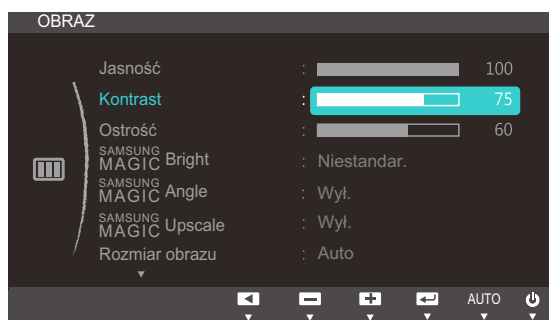 OBRAZ
Jasność : 100
Kontrast : 75
Ostrość : 60
SAMSUNG MAGIC Bright : Niestandar.
SAMSUNG MAGIC Angle : Wył.
SAMSUNG MAGIC Upscale : Wył.
Rozmiar obrazu : Auto
AUTO